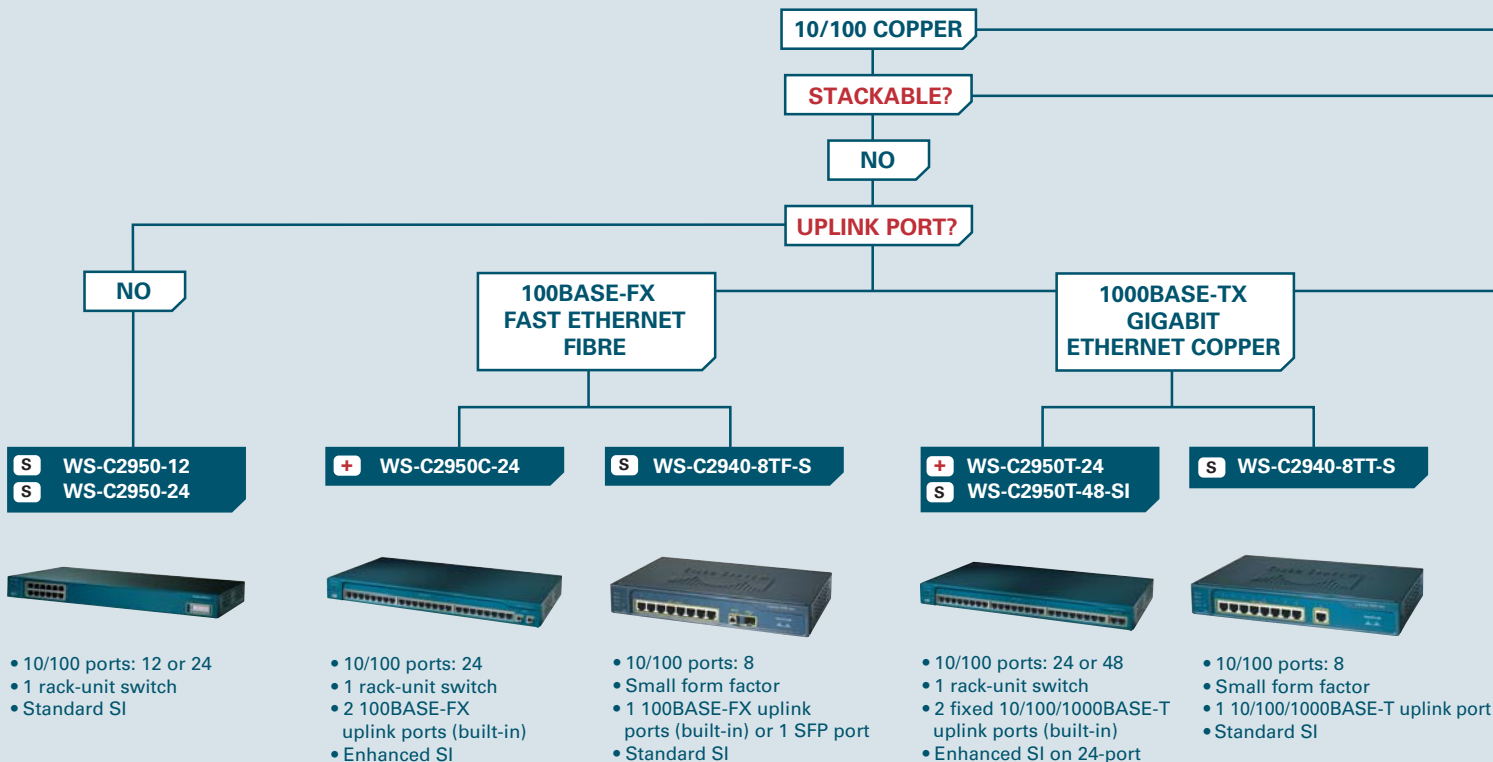 10/100 COPPER
STACKABLE?
NO
UPLINK PORT?
NO
100BASE-FX
FAST ETHERNET
FIBRE
1000BASE-TX
GIGABIT
ETHERNET COPPER
S WS-C2950-12
S WS-C2950-24
+ WS-C2950C-24
S WS-C2940-8TF-S
+ WS-C2950T-24
S WS-C2950T-48-SI
S WS-C2940-8TT-S
• 10/100 ports: 12 or 24
• 1 rack-unit switch
• Standard SI
• 10/100 ports: 24
• 1 rack-unit switch
• 2 100BASE-FX
uplink ports (built-in)
• Enhanced SI
• 10/100 ports: 8
• Small form factor
• 1 100BASE-FX uplink
ports (built-in) or 1 SFP port
• Standard SI
• 10/100 ports: 24 or 48
• 1 rack-unit switch
• 2 fixed 10/100/1000BASE-T
uplink ports (built-in)
• Enhanced SI on 24-port
• 10/100 ports: 8
• Small form factor
• 1 10/100/1000BASE-T uplink port
• Standard SI